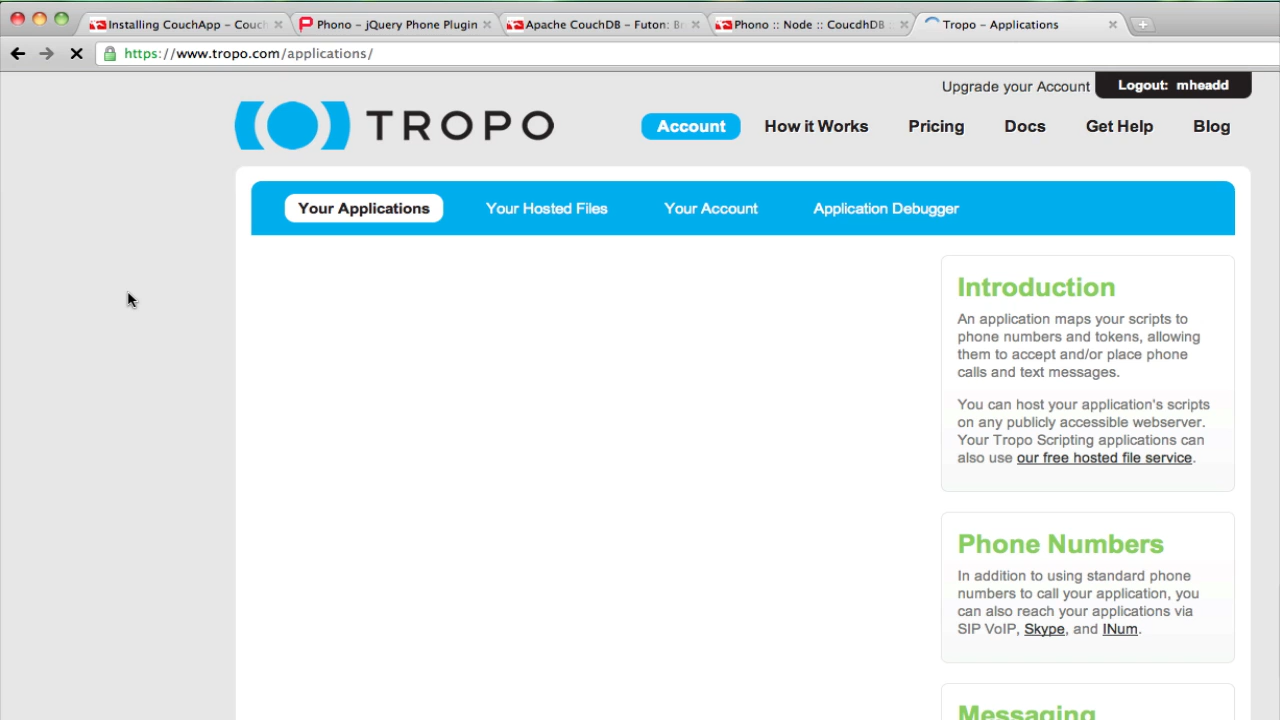 Installing CouchApp – Couch
Phono – jQuery Phone Plugin
Apache CouchDB – Futon: Br
Phono :: Node :: CoucdhDB :
Tropo – Applications
https://www.tropo.com/applications/
Upgrade your Account
Logout: mheadd
TROPO
Account
How it Works
Pricing
Docs
Get Help
Blog
Your Applications
Your Hosted Files
Your Account
Application Debugger
Introduction
An application maps your scripts to
phone numbers and tokens, allowing
them to accept and/or place phone
calls and text messages.
You can host your application's scripts
on any publicly accessible webserver.
Your Tropo Scripting applications can
also use our free hosted file service.
Phone Numbers
In addition to using standard phone
numbers to call your application, you
can also reach your applications via
SIP VoIP, Skype, and INum.
Messaging